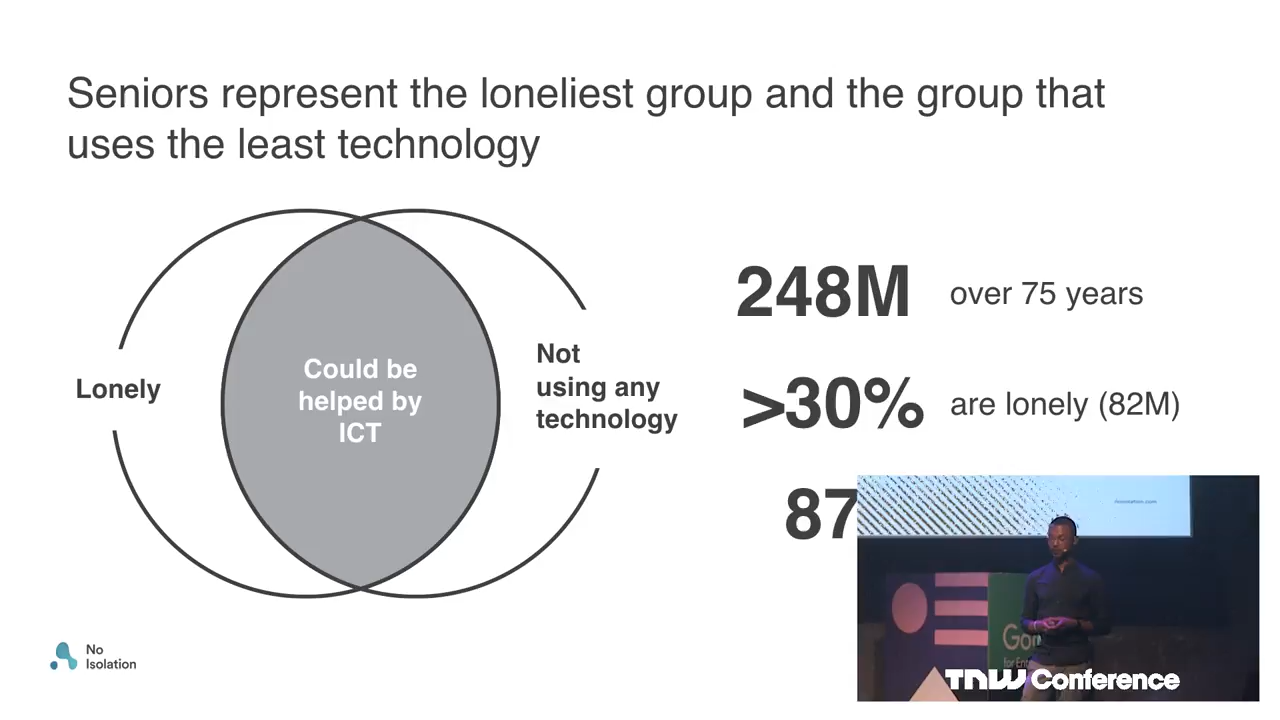 Seniors represent the loneliest group and the group that
uses the least technology
Lonely
Could be
helped by
ICT
Not
using any
technology
248M over 75 years
>30% are lonely (82M)
87
No
Isolation
for
TNW Conference